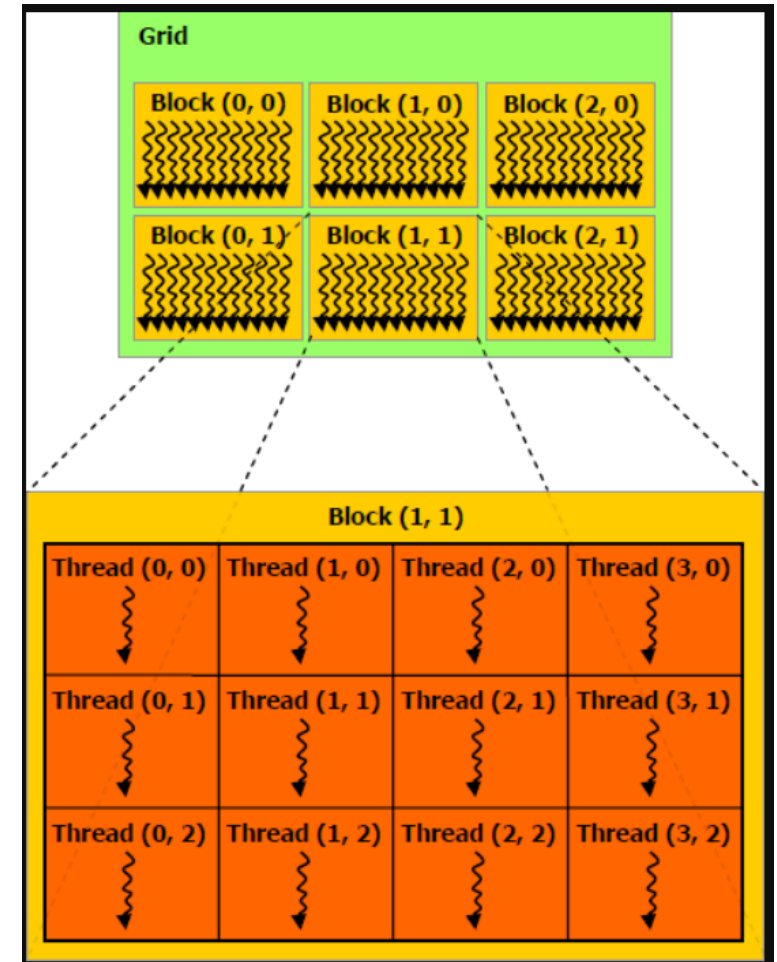 Grid
Block (0, 0) Block (1, 0) Block (2, 0)
Block (0, 1) Block (1, 1) Block (2, 1)
Block (1, 1)
Thread (0, 0) Thread (1, 0) Thread (2, 0) Thread (3, 0)
Thread (0, 1) Thread (1, 1) Thread (2, 1) Thread (3, 1)
Thread (0, 2) Thread (1, 2) Thread (2, 2) Thread (3, 2)